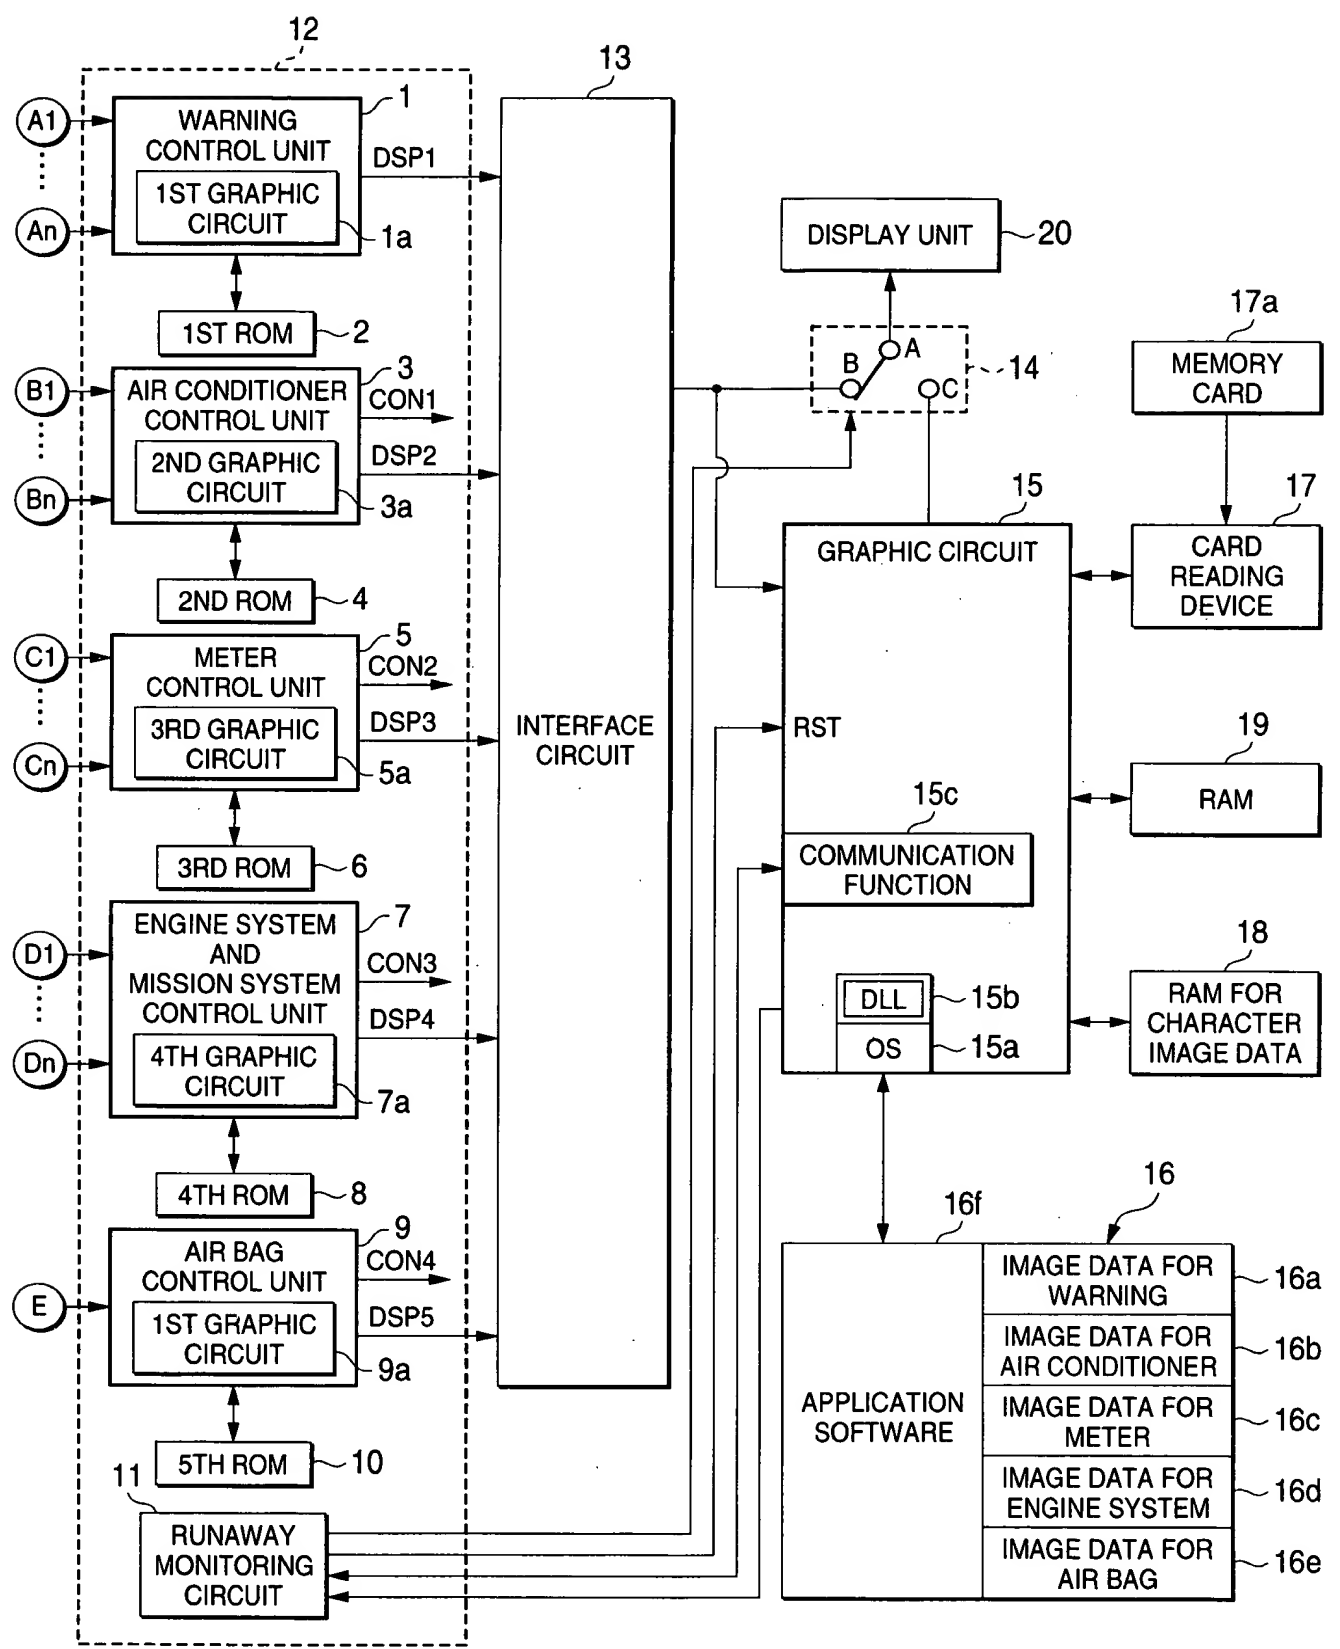 12
13
A1
WARNING
CONTROL UNIT
1
DSP1
1ST GRAPHIC
CIRCUIT
1a
An
1ST ROM
2
B1
AIR CONDITIONER
CONTROL UNIT
3
CON1
2ND GRAPHIC
CIRCUIT
3a
DSP2
Bn
2ND ROM
4
C1
METER
CONTROL UNIT
5
CON2
3RD GRAPHIC
CIRCUIT
5a
DSP3
Cn
3RD ROM
6
D1
ENGINE SYSTEM
AND
MISSION SYSTEM
CONTROL UNIT
7
CON3
DSP4
4TH GRAPHIC
CIRCUIT
7a
Dn
4TH ROM
8
E
AIR BAG
CONTROL UNIT
9
CON4
1ST GRAPHIC
CIRCUIT
9a
DSP5
5TH ROM
10
11
RUNAWAY
MONITORING
CIRCUIT
INTERFACE
CIRCUIT
DISPLAY UNIT
20
A
B
C
14
17a
MEMORY
CARD
15
GRAPHIC CIRCUIT
17
CARD
READING
DEVICE
RST
19
RAM
15c
COMMUNICATION
FUNCTION
18
RAM FOR
CHARACTER
IMAGE DATA
DLL
15b
OS
15a
16f
16
APPLICATION
SOFTWARE
IMAGE DATA FOR
WARNING
16a
IMAGE DATA FOR
AIR CONDITIONER
16b
IMAGE DATA FOR
METER
16c
IMAGE DATA FOR
ENGINE SYSTEM
16d
IMAGE DATA FOR
AIR BAG
16e